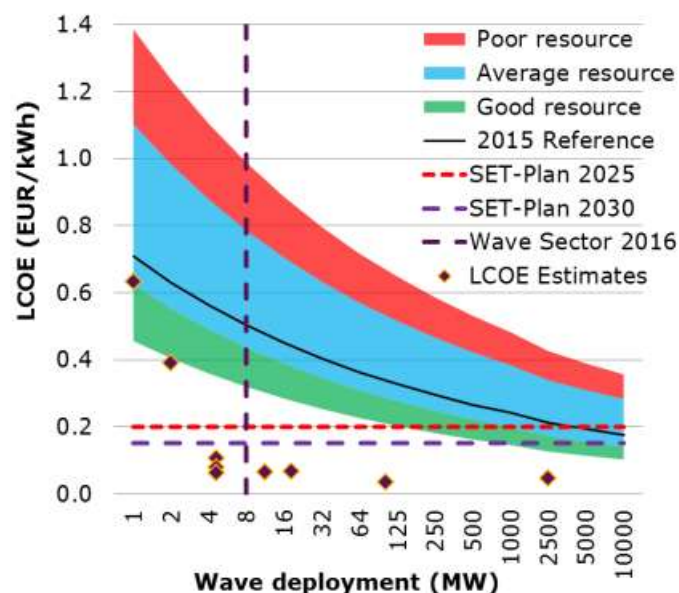 1.4
1.2
1.0
0.8
0.6
0.4
0.2
0.0
LCOE (EUR/kWh)
Poor resource
Average resource
Good resource
2015 Reference
SET-Plan 2025
SET-Plan 2030
Wave Sector 2016
LCOE Estimates
1
2
4
8
16
32
64
125
250
500
1000
2500
5000
10000
Wave deployment (MW)